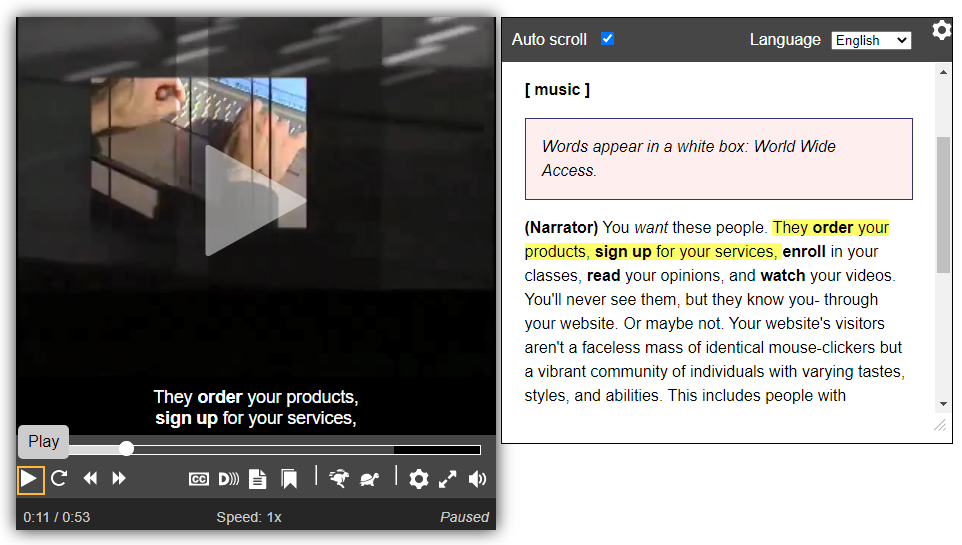 They order your products,
sign up for your services,
Play
CC D)))
0:11 / 0:53 Speed: 1x Paused
Auto scroll Language English
[ music ]
Words appear in a white box: World Wide
Access.
(Narrator) You want these people. They order your
products, sign up for your services, enroll in your
classes, read your opinions, and watch your videos.
You'll never see them, but they know you- through
your website. Or maybe not. Your website's visitors
aren't a faceless mass of identical mouse-clickers but
a vibrant community of individuals with varying tastes,
styles, and abilities. This includes people with